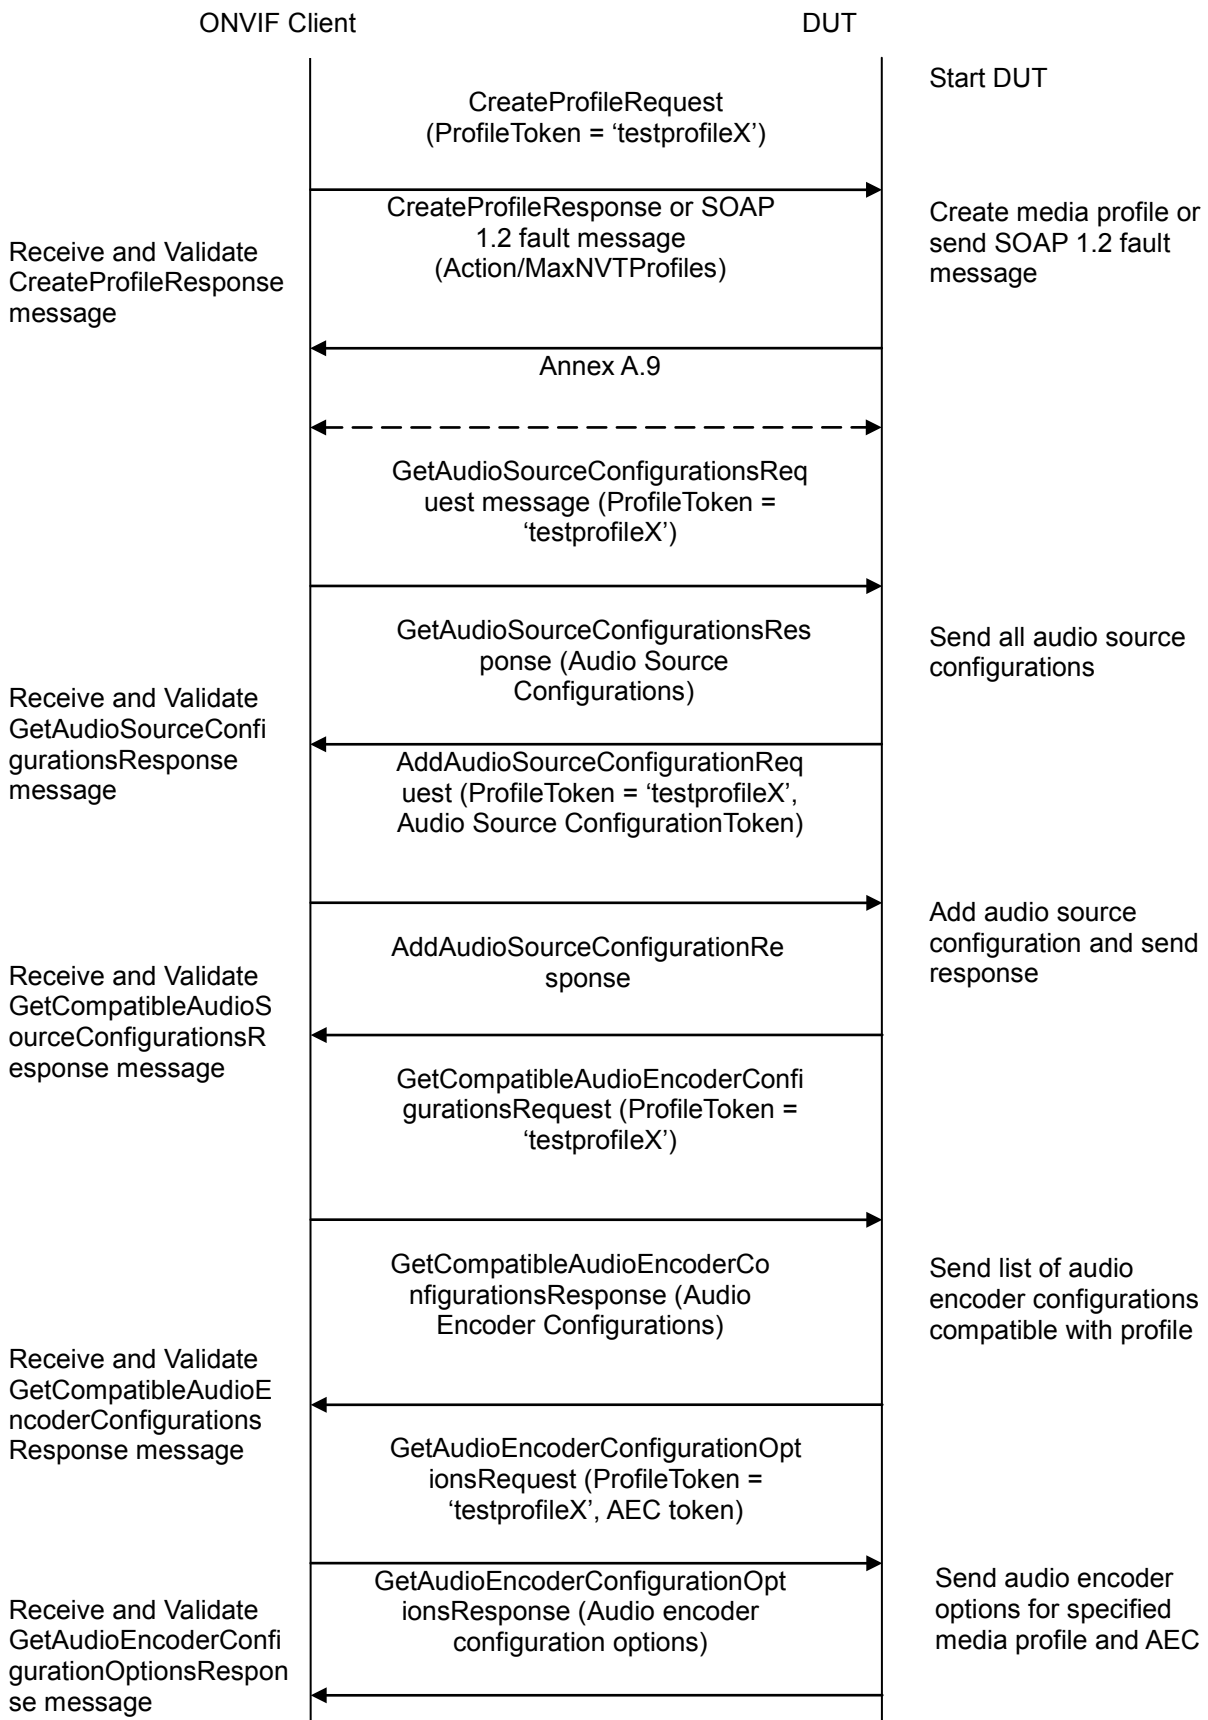 ONVIF Client
DUT
Start DUT
CreateProfileRequest
(ProfileToken = ‘testprofileX’)
CreateProfileResponse or SOAP
1.2 fault message
(Action/MaxNVTProfiles)
Create media profile or
send SOAP 1.2 fault
message
Receive and Validate
CreateProfileResponse
message
Annex A.9
GetAudioSourceConfigurationsReq
uest message (ProfileToken =
‘testprofileX’)
GetAudioSourceConfigurationsRes
ponse (Audio Source
Configurations)
Send all audio source
configurations
Receive and Validate
GetAudioSourceConfi
gurationsResponse
message
AddAudioSourceConfigurationReq
uest (ProfileToken = ‘testprofileX’,
Audio Source ConfigurationToken)
Add audio source
configuration and send
response
AddAudioSourceConfigurationRe
sponse
Receive and Validate
GetCompatibleAudioS
ourceConfigurationsR
esponse message
GetCompatibleAudioEncoderConfi
gurationsRequest (ProfileToken =
‘testprofileX’)
GetCompatibleAudioEncoderCo
nfigurationsResponse (Audio
Encoder Configurations)
Send list of audio
encoder configurations
compatible with profile
Receive and Validate
GetCompatibleAudioE
ncoderConfigurations
Response message
GetAudioEncoderConfigurationOpt
ionsRequest (ProfileToken =
‘testprofileX’, AEC token)
GetAudioEncoderConfigurationOpt
ionsResponse (Audio encoder
configuration options)
Send audio encoder
options for specified
media profile and AEC
Receive and Validate
GetAudioEncoderConfi
gurationOptionsRespon
se message